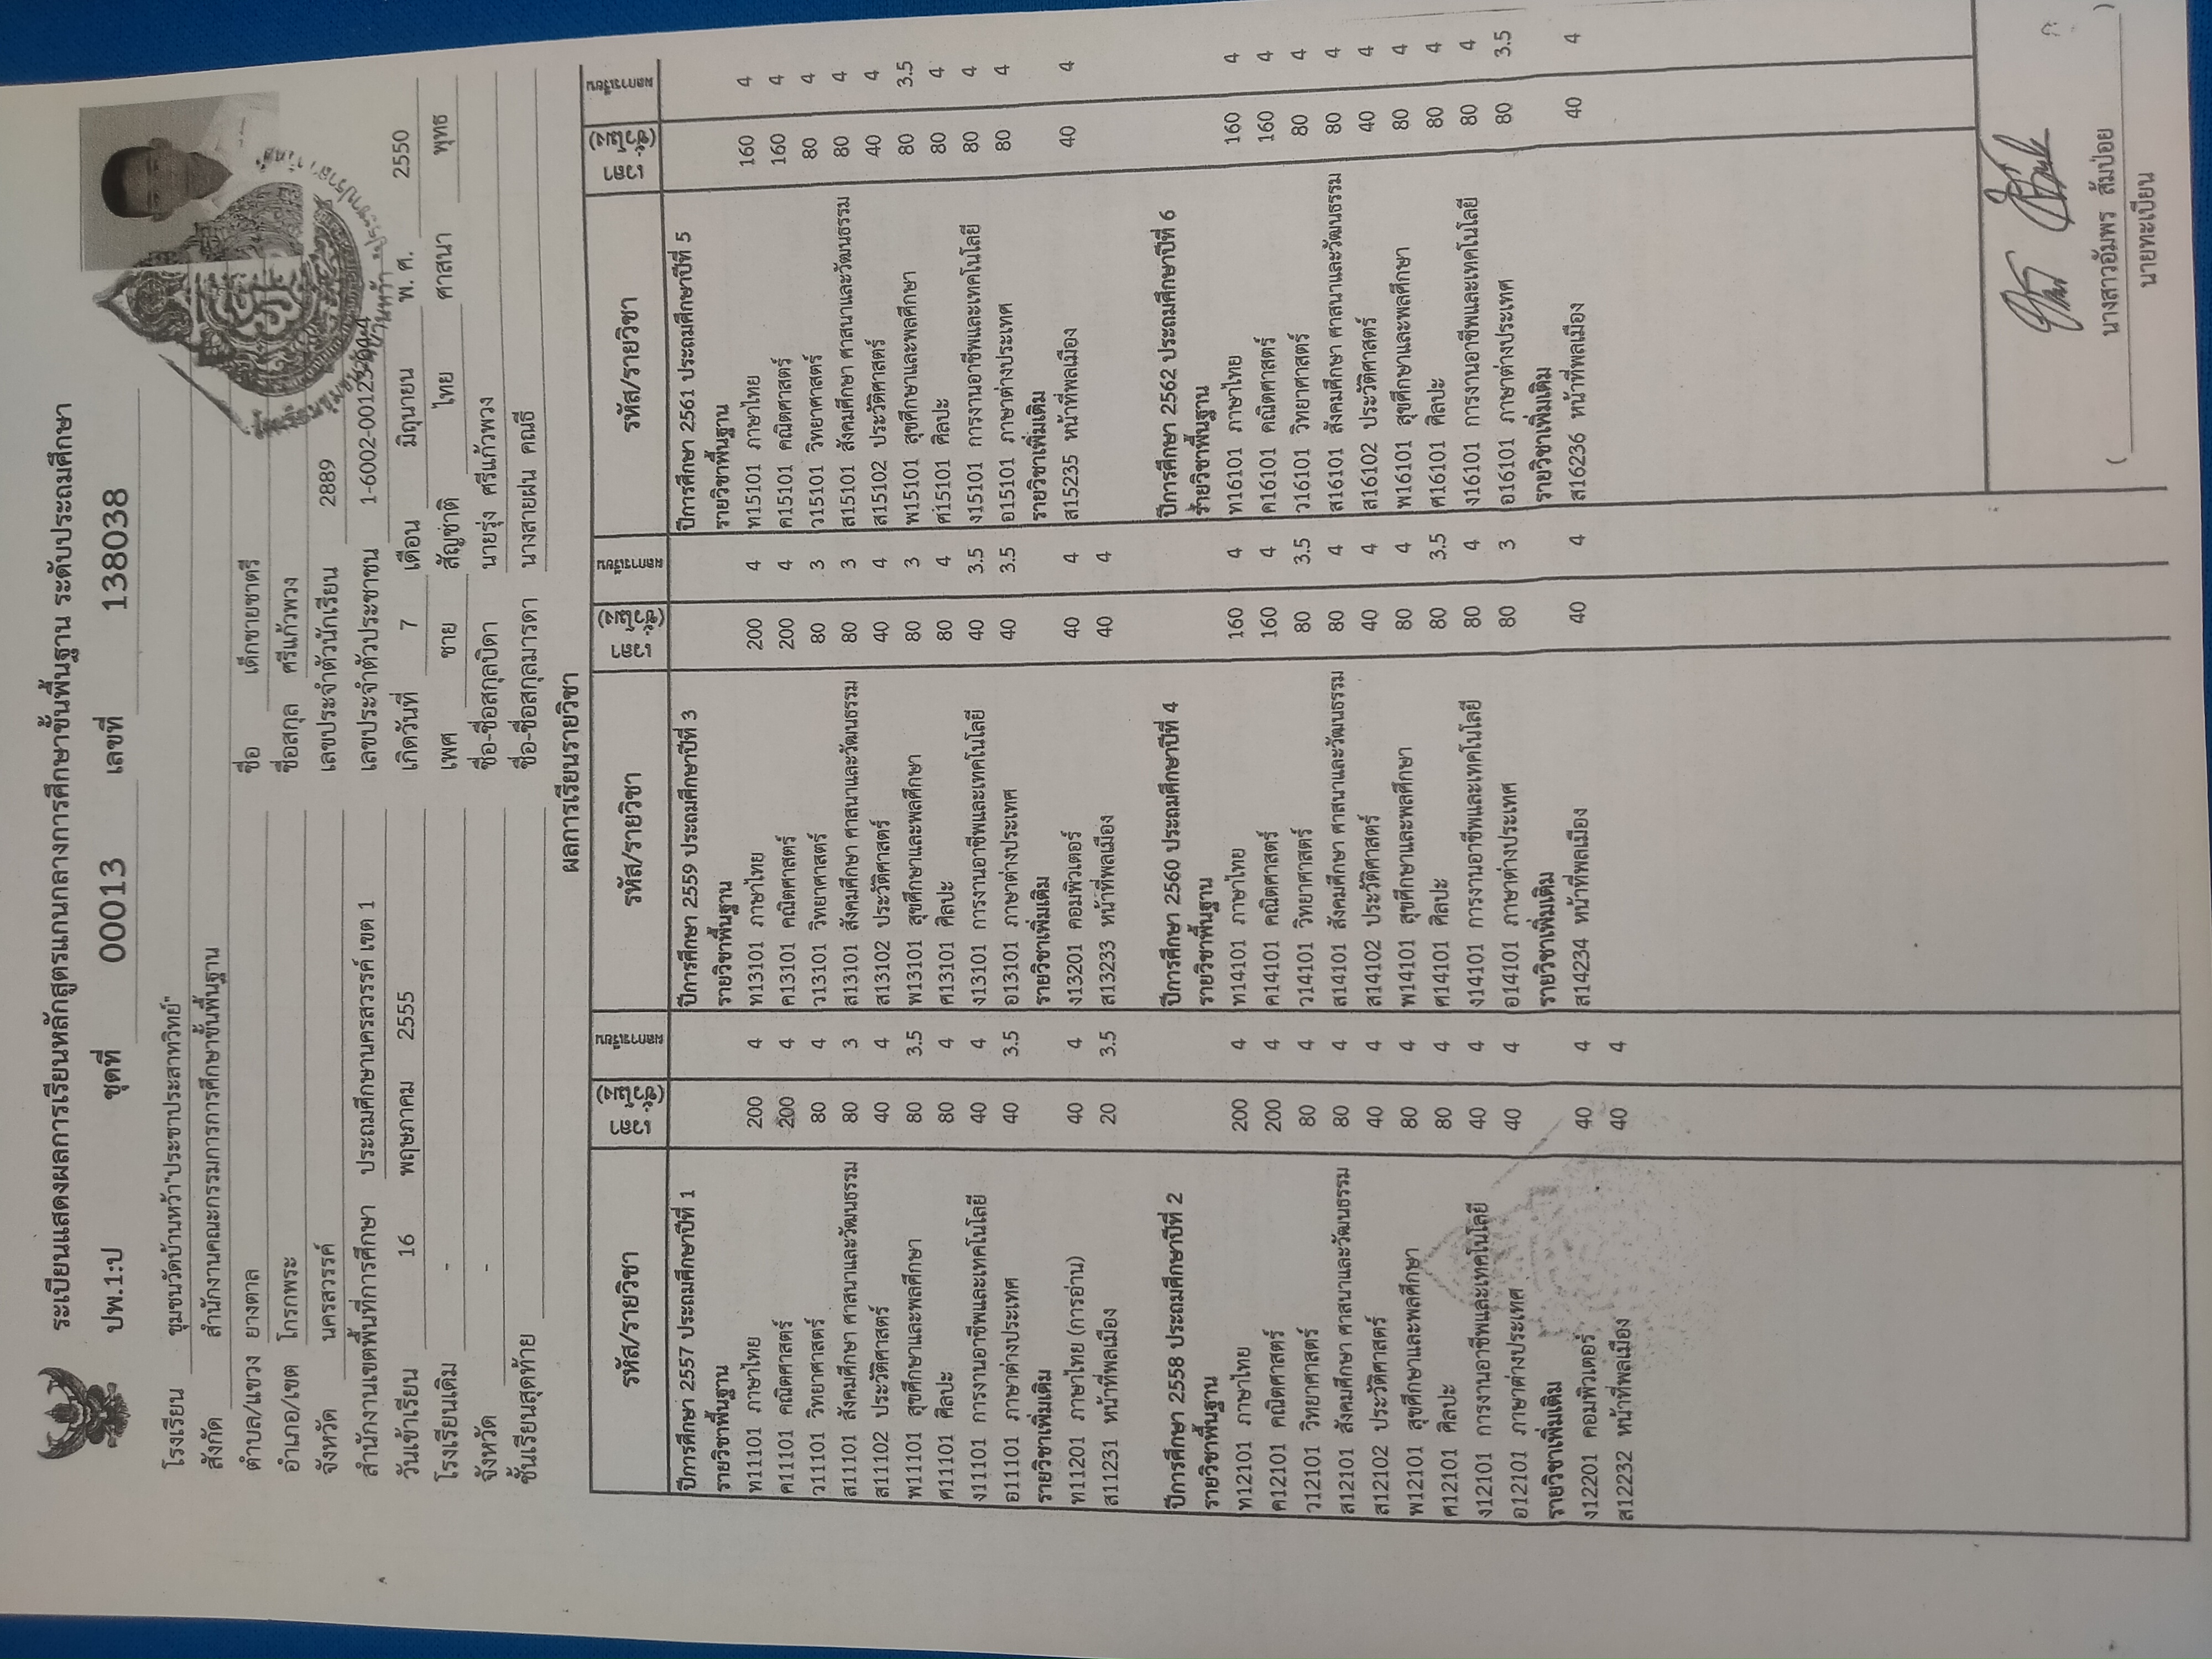 ระเบียนแสดงผลการเรียนหลักสูตรแกนกลางการศึกษาขั้นพื้นฐาน ระดับประถมศึกษา
ปพ.1:ป ชุดที่ 00013 เลขที่ 138038
โรงเรียน ชุมชนวัดบ้านหว้า"ประชาประสาทวิทย์"
สังกัด สำนักงานคณะกรรมการการศึกษาขั้นพื้นฐาน
ตำบล/แขวง ยางตาล
อำเภอ/เขต โกรกพระ
จังหวัด นครสวรรค์
สำนักงานเขตพื้นที่การศึกษา ประถมศึกษานครสวรรค์ เขต 1
วันเข้าเรียน 16 พฤษภาคม 2555
โรงเรียนเดิม -
จังหวัด -
ชั้นเรียนสุดท้าย
ชื่อ เด็กชายชาตรี
ชื่อสกุล ศรีแก้วพวง
เลขประจำตัวนักเรียน 2889
เลขประจำตัวประชาชน
เกิดวันที่ 7 เดือน มิถุนายน พ. ศ. 2550
เพศ ชาย สัญชาติ ไทย ศาสนา พุทธ
ชื่อ-ชื่อสกุลบิดา นายรุ่ง ศรีแก้วพวง
ชื่อ-ชื่อสกุลมารดา นางสายฝน คณธี
ผลการเรียนรายวิชา
รหัส/รายวิชา เวลา (ชม./ปี) ผลการเรียน
ปีการศึกษา 2557 ประถมศึกษาปีที่ 1
รายวิชาพื้นฐาน
ท11101 ภาษาไทย 200 4
ค11101 คณิตศาสตร์ 200 4
ว11101 วิทยาศาสตร์ 80 4
ส11101 สังคมศึกษา ศาสนาและวัฒนธรรม 80 3
ส11102 ประวัติศาสตร์ 40 4
พ11101 สุขศึกษาและพลศึกษา 80 3.5
ศ11101 ศิลปะ 80 4
ง11101 การงานอาชีพและเทคโนโลยี 40 4
อ11101 ภาษาต่างประเทศ 40 3.5
รายวิชาเพิ่มเติม
ท11201 ภาษาไทย (การอ่าน) 40 4
ส11231 หน้าที่พลเมือง 20 3.5
ปีการศึกษา 2558 ประถมศึกษาปีที่ 2
รายวิชาพื้นฐาน
ท12101 ภาษาไทย 200 4
ค12101 คณิตศาสตร์ 200 4
ว12101 วิทยาศาสตร์ 80 4
ส12101 สังคมศึกษา ศาสนาและวัฒนธรรม 80 4
ส12102 ประวัติศาสตร์ 40 4
พ12101 สุขศึกษาและพลศึกษา 80 4
ศ12101 ศิลปะ 80 4
ง12101 การงานอาชีพและเทคโนโลยี 40 4
อ12101 ภาษาต่างประเทศ 40 4
รายวิชาเพิ่มเติม
ง12201 คอมพิวเตอร์ 40 4
ส12232 หน้าที่พลเมือง 40 4
รหัส/รายวิชา เวลา (ชม./ปี) ผลการเรียน
ปีการศึกษา 2559 ประถมศึกษาปีที่ 3
รายวิชาพื้นฐาน
ท13101 ภาษาไทย 200 4
ค13101 คณิตศาสตร์ 200 4
ว13101 วิทยาศาสตร์ 80 3
ส13101 สังคมศึกษา ศาสนาและวัฒนธรรม 80 3
ส13102 ประวัติศาสตร์ 40 4
พ13101 สุขศึกษาและพลศึกษา 80 3
ศ13101 ศิลปะ 80 4
ง13101 การงานอาชีพและเทคโนโลยี 40 3.5
อ13101 ภาษาต่างประเทศ 40 3.5
รายวิชาเพิ่มเติม
ง13201 คอมพิวเตอร์ 40 4
ส13233 หน้าที่พลเมือง 40 4
ปีการศึกษา 2560 ประถมศึกษาปีที่ 4
รายวิชาพื้นฐาน
ท14101 ภาษาไทย 160 4
ค14101 คณิตศาสตร์ 160 4
ว14101 วิทยาศาสตร์ 80 3.5
ส14101 สังคมศึกษา ศาสนาและวัฒนธรรม 80 4
ส14102 ประวัติศาสตร์ 40 4
พ14101 สุขศึกษาและพลศึกษา 80 4
ศ14101 ศิลปะ 80 3.5
ง14101 การงานอาชีพและเทคโนโลยี 80 4
อ14101 ภาษาต่างประเทศ 80 3
รายวิชาเพิ่มเติม
ส14234 หน้าที่พลเมือง 40 4
รหัส/รายวิชา เวลา (ชม./ปี) ผลการเรียน
ปีการศึกษา 2561 ประถมศึกษาปีที่ 5
รายวิชาพื้นฐาน
ท15101 ภาษาไทย 160 4
ค15101 คณิตศาสตร์ 160 4
ว15101 วิทยาศาสตร์ 80 4
ส15101 สังคมศึกษา ศาสนาและวัฒนธรรม 80 4
ส15102 ประวัติศาสตร์ 40 4
พ15101 สุขศึกษาและพลศึกษา 80 3.5
ศ15101 ศิลปะ 80 4
ง15101 การงานอาชีพและเทคโนโลยี 80 4
อ15101 ภาษาต่างประเทศ 80 4
รายวิชาเพิ่มเติม
ส15235 หน้าที่พลเมือง 40 4
ปีการศึกษา 2562 ประถมศึกษาปีที่ 6
รายวิชาพื้นฐาน
ท16101 ภาษาไทย 160 4
ค16101 คณิตศาสตร์ 160 4
ว16101 วิทยาศาสตร์ 80 4
ส16101 สังคมศึกษา ศาสนาและวัฒนธรรม 80 4
ส16102 ประวัติศาสตร์ 40 4
พ16101 สุขศึกษาและพลศึกษา 80 4
ศ16101 ศิลปะ 80 4
ง16101 การงานอาชีพและเทคโนโลยี 80 4
อ16101 ภาษาต่างประเทศ 80 3.5
รายวิชาเพิ่มเติม
ส16236 หน้าที่พลเมือง 40 4
( นางสาวอัมพร ส้มป่อย )
นายทะเบียน